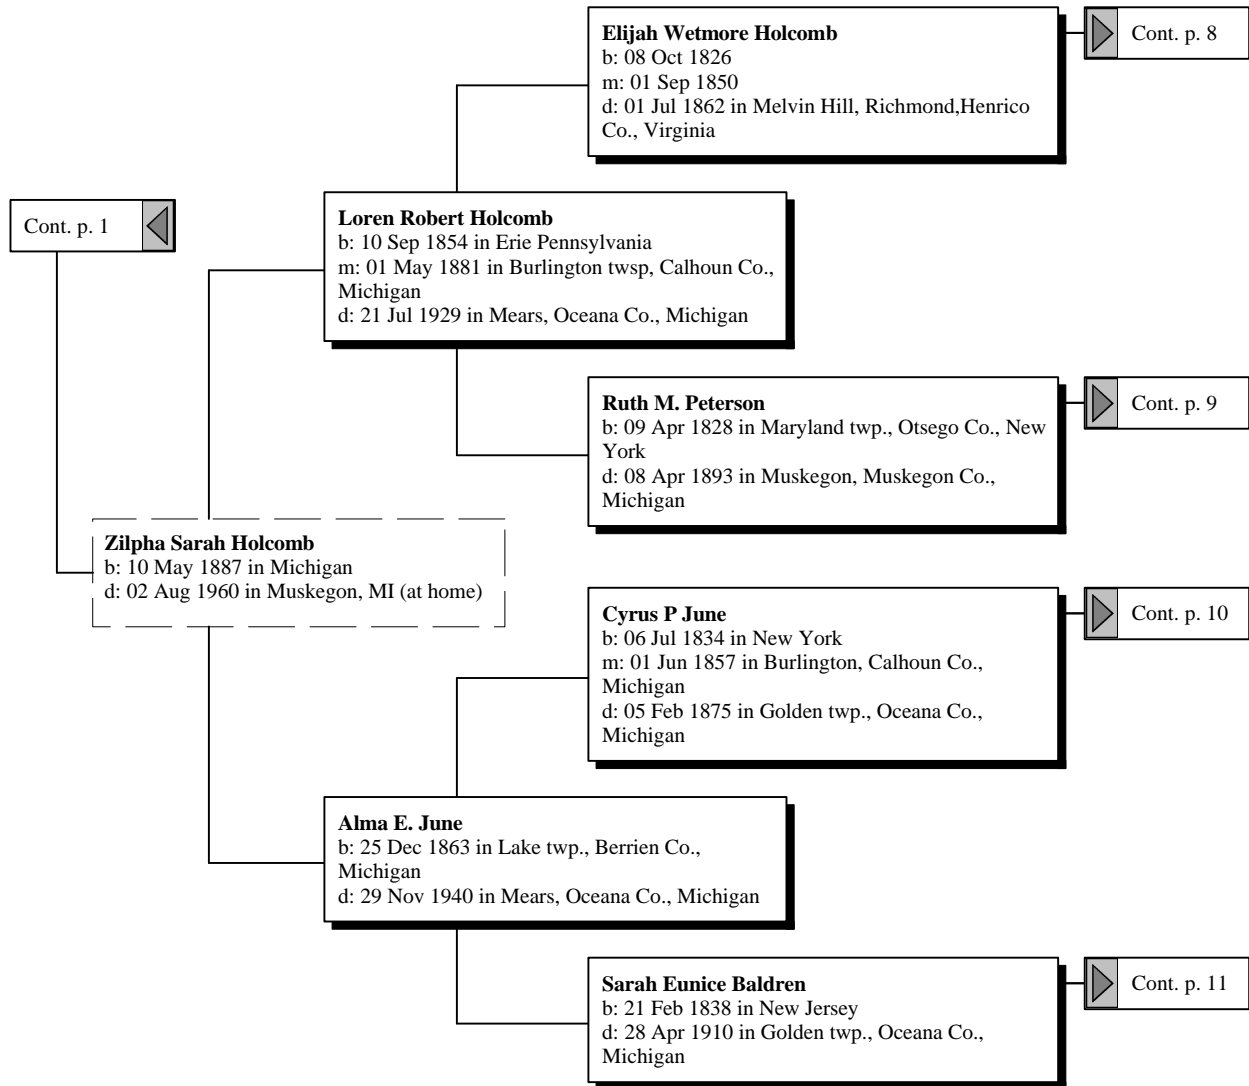 Elijah Wetmore Holcomb
b: 08 Oct 1826
m: 01 Sep 1850
d: 01 Jul 1862 in Melvin Hill, Richmond,Henrico
Co., Virginia
Cont. p. 8
Loren Robert Holcomb
b: 10 Sep 1854 in Erie Pennsylvania
m: 01 May 1881 in Burlington twsp, Calhoun Co.,
Michigan
d: 21 Jul 1929 in Mears, Oceana Co., Michigan
Cont. p. 1
Ruth M. Peterson
b: 09 Apr 1828 in Maryland twp., Otsego Co., New
York
d: 08 Apr 1893 in Muskegon, Muskegon Co.,
Michigan
Cont. p. 9
Zilpha Sarah Holcomb
b: 10 May 1887 in Michigan
d: 02 Aug 1960 in Muskegon, MI (at home)
Cyrus P June
b: 06 Jul 1834 in New York
m: 01 Jun 1857 in Burlington, Calhoun Co.,
Michigan
d: 05 Feb 1875 in Golden twp., Oceana Co.,
Michigan
Cont. p. 10
Alma E. June
b: 25 Dec 1863 in Lake twp., Berrien Co.,
Michigan
d: 29 Nov 1940 in Mears, Oceana Co., Michigan
Sarah Eunice Baldren
b: 21 Feb 1838 in New Jersey
d: 28 Apr 1910 in Golden twp., Oceana Co.,
Michigan
Cont. p. 11